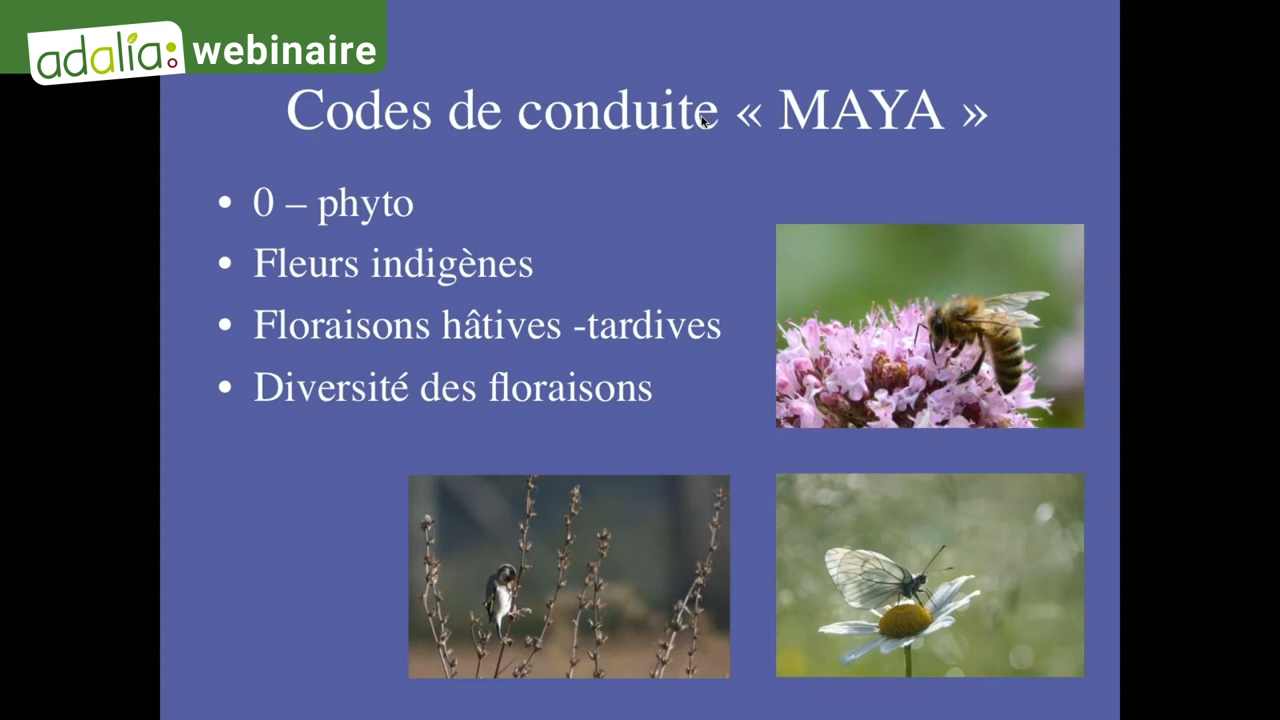 adalia: webinaire
Codes de conduite « MAYA »
• 0 – phyto
• Fleurs indigènes
• Floraisons hâtives -tardives
• Diversité des floraisons